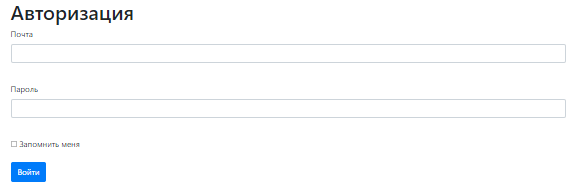 Авторизация
Почта
Пароль
Запомнить меня
Войти